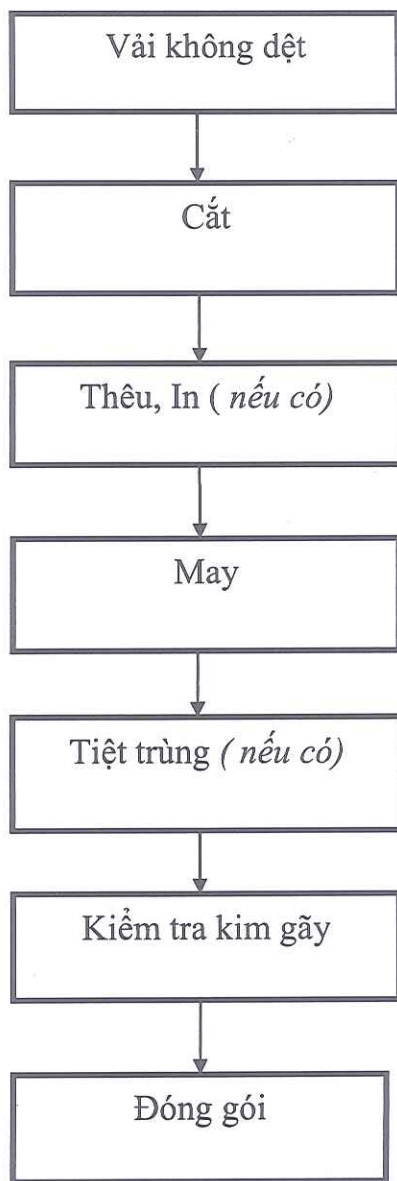 Vải không dệt
Cắt
Thêu, In ( nếu có)
May
Tiệt trùng ( nếu có)
Kiểm tra kim gãy
Đóng gói